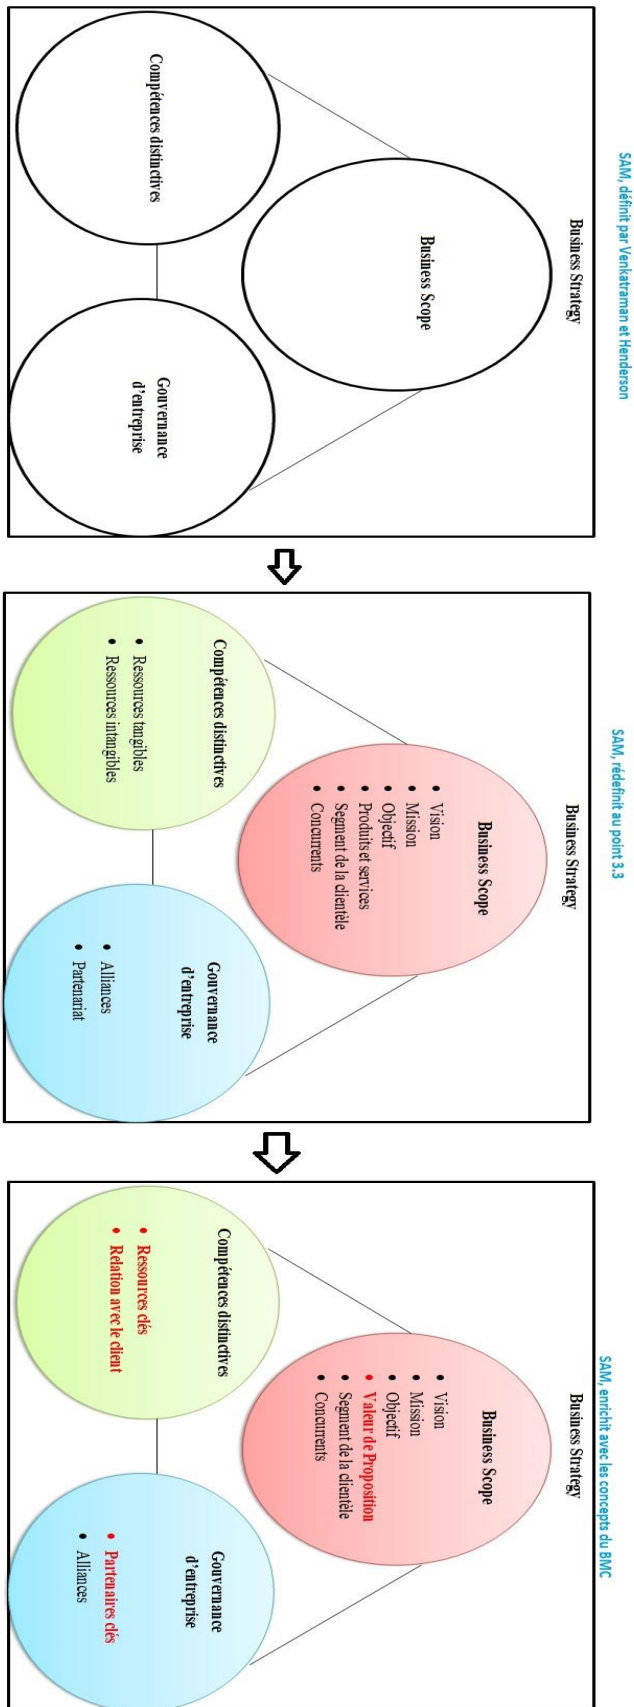 SAM, définit par Venkatraman et Henderson
Business Strategy
Business Scope
Compétences distinctives
Gouvernance
d'entreprise
SAM, rédefinit au point 3.3
Business Strategy
Business Scope
• Vision
• Mission
• Objectif
• Produits et services
• Segment de la clientèle
• Concurrents
Compétences distinctives
• Ressources tangibles
• Ressources intangibles
Gouvernance
d'entreprise
• Alliances
• Partenariat
SAM, enrichit avec les concepts du BMC
Business Strategy
Business Scope
• Vision
• Mission
• Objectif
• Valeur de Proposition
• Segment de la clientèle
• Concurrents
Compétences distinctives
• Ressources clés
• Relation avec le client
Gouvernance
d'entreprise
• Partenaires clés
• Alliances